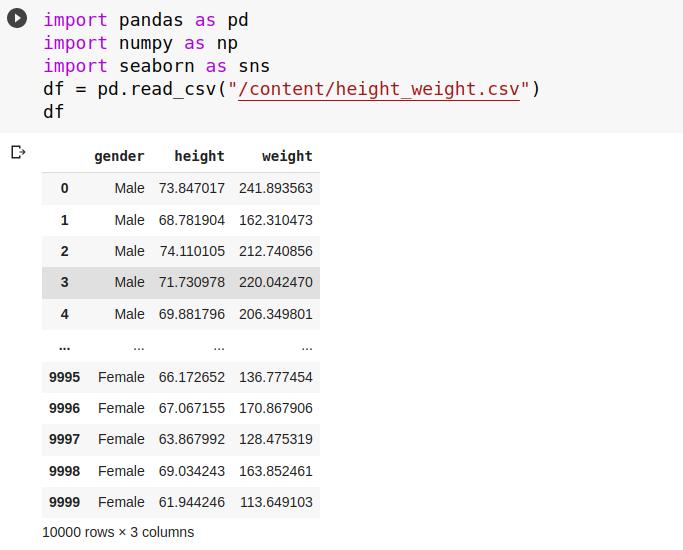 import pandas as pd
import numpy as np
import seaborn as sns
df = pd.read_csv("/content/height_weight.csv")
df
gender height weight
0 Male 73.847017 241.893563
1 Male 68.781904 162.310473
2 Male 74.110105 212.740856
3 Male 71.730978 220.042470
4 Male 69.881796 206.349801
... ... ... ...
9995 Female 66.172652 136.777454
9996 Female 67.067155 170.867906
9997 Female 63.867992 128.475319
9998 Female 69.034243 163.852461
9999 Female 61.944246 113.649103
10000 rows × 3 columns